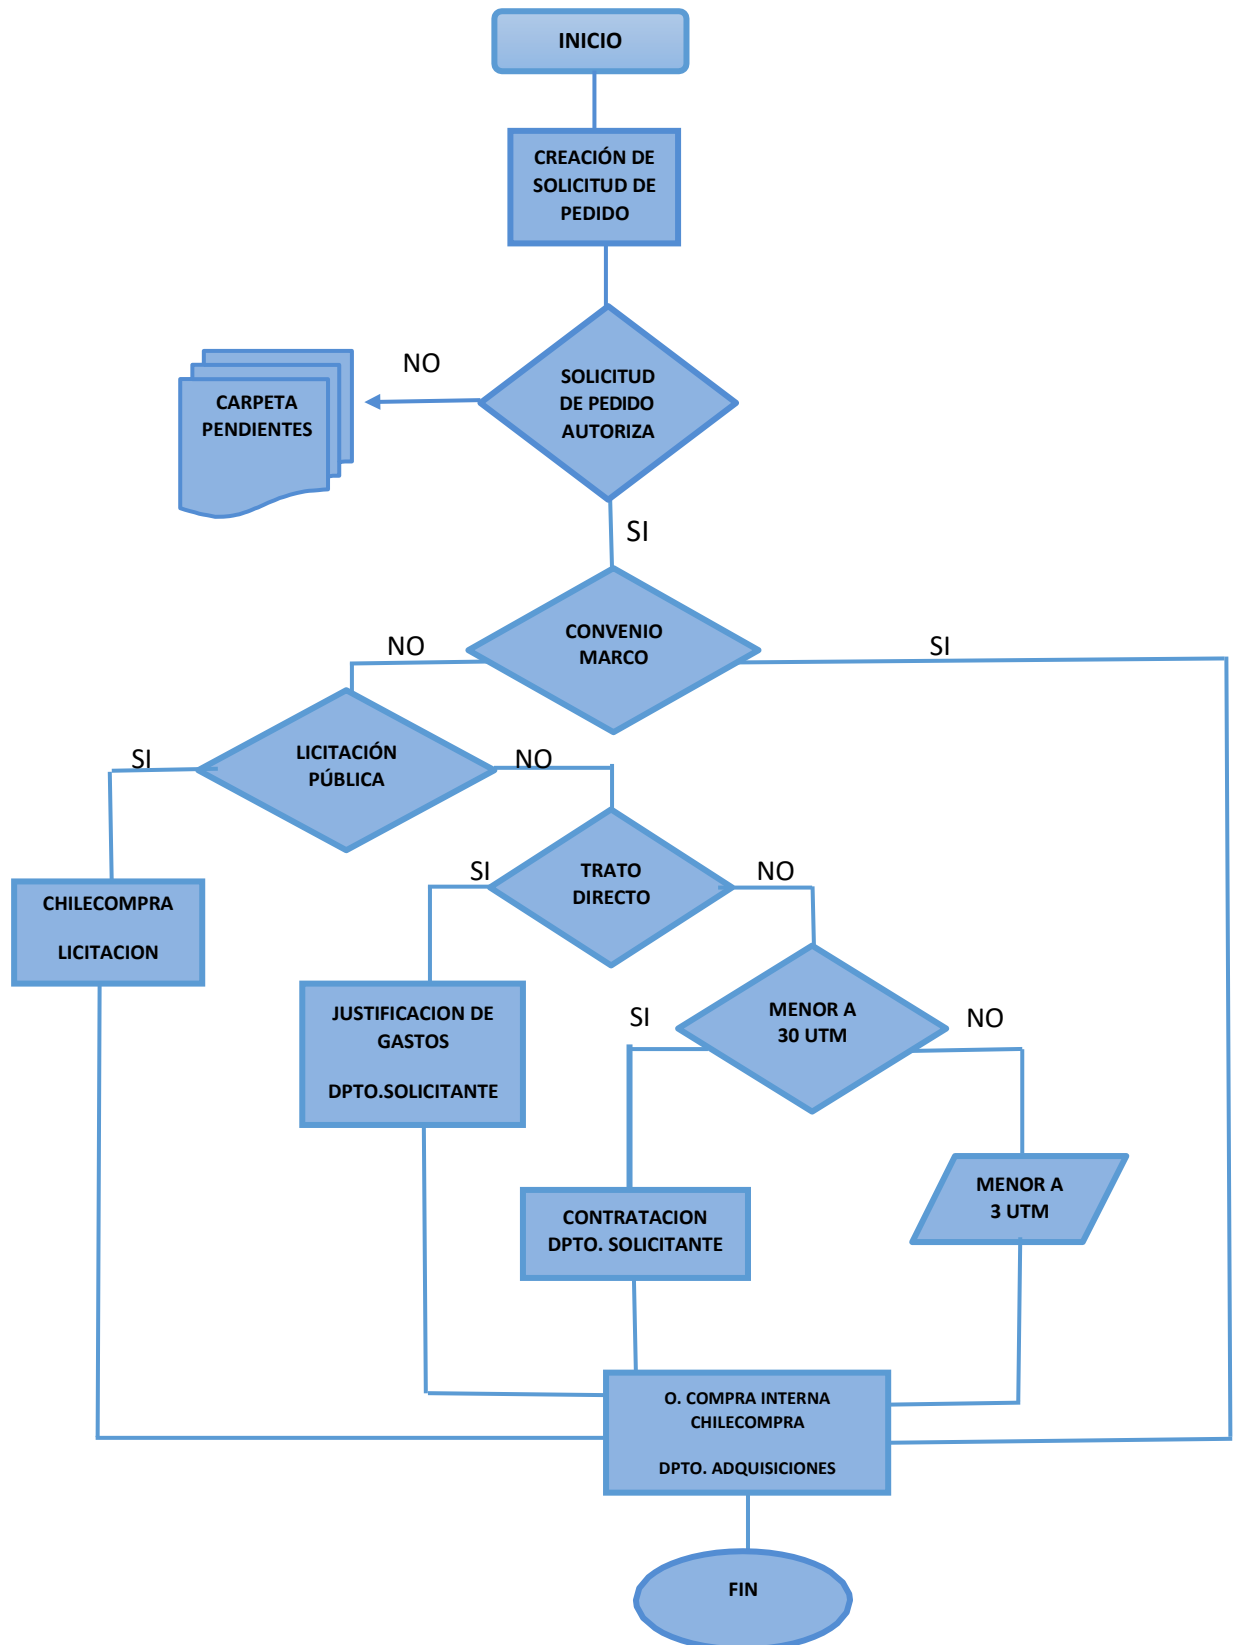 INICIO
CREACIÓN DE
SOLICITUD DE
PEDIDO
NO
SOLICITUD
DE PEDIDO
AUTORIZA
CARPETA
PENDIENTES
SI
CONVENIO
MARCO
NO
SI
LICITACIÓN
PÚBLICA
SI
NO
TRATO
DIRECTO
SI
NO
CHILECOMPRA
LICITACION
JUSTIFICACION DE
GASTOS
DPTO.SOLICITANTE
MENOR A
30 UTM
SI
NO
MENOR A
3 UTM
CONTRATACION
DPTO. SOLICITANTE
O. COMPRA INTERNA
CHILECOMPRA
DPTO. ADQUISICIONES
FIN